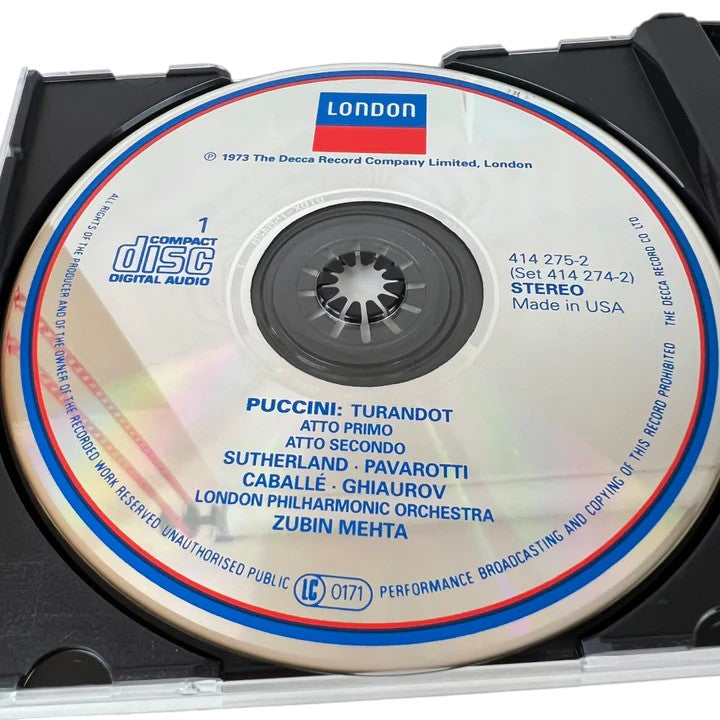 LONDON
℗ 1973 The Decca Record Company Limited, London
1
COMPACT
disc
DIGITAL AUDIO
414 275-2
(Set 414 274-2)
STEREO
Made in USA
PUCCINI: TURANDOT
ATTO PRIMO
ATTO SECONDO
SUTHERLAND · PAVAROTTI
CABALLÉ · GHIAUROV
LONDON PHILHARMONIC ORCHESTRA
ZUBIN MEHTA
ALL RIGHTS OF THE PRODUCER AND OF THE OWNER OF THE RECORDED WORK RESERVED UNAUTHORISED PUBLIC LC 0171 PERFORMANCE BROADCASTING AND COPYING OF THIS RECORD PROHIBITED THE DECCA RECORD CO LTD